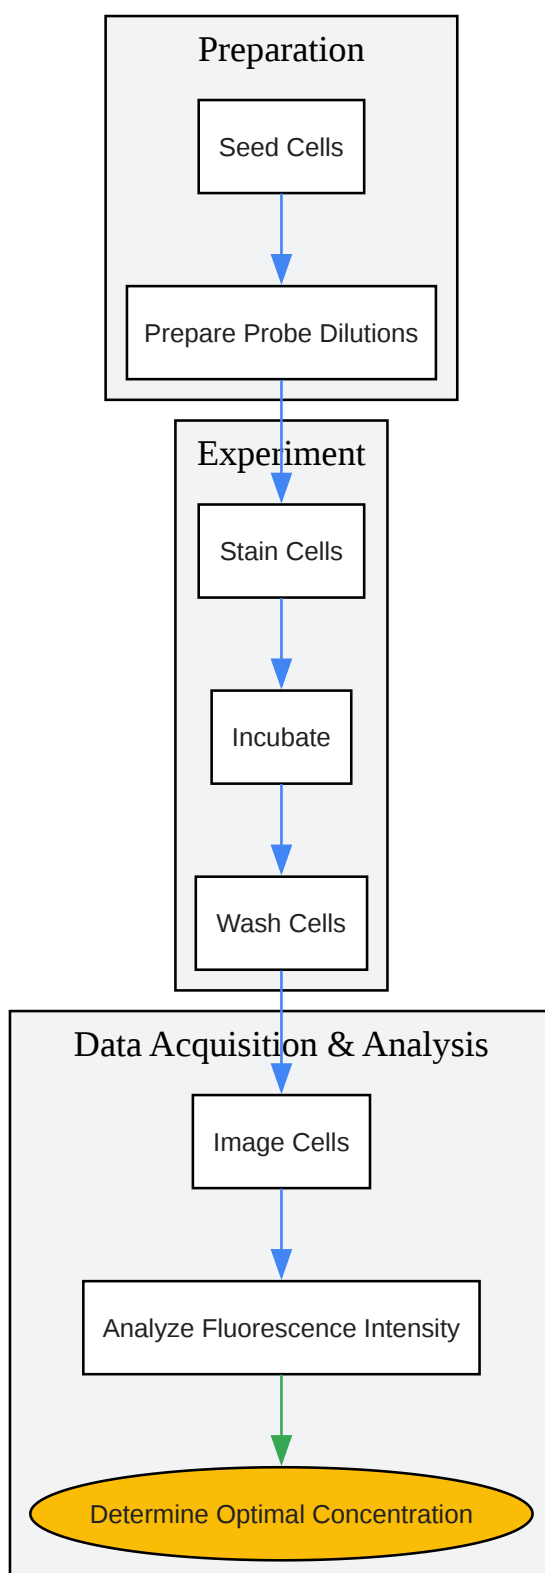 Preparation
Seed Cells
Prepare Probe Dilutions
Experiment
Stain Cells
Incubate
Wash Cells
Data Acquisition & Analysis
Image Cells
Analyze Fluorescence Intensity
Determine Optimal Concentration